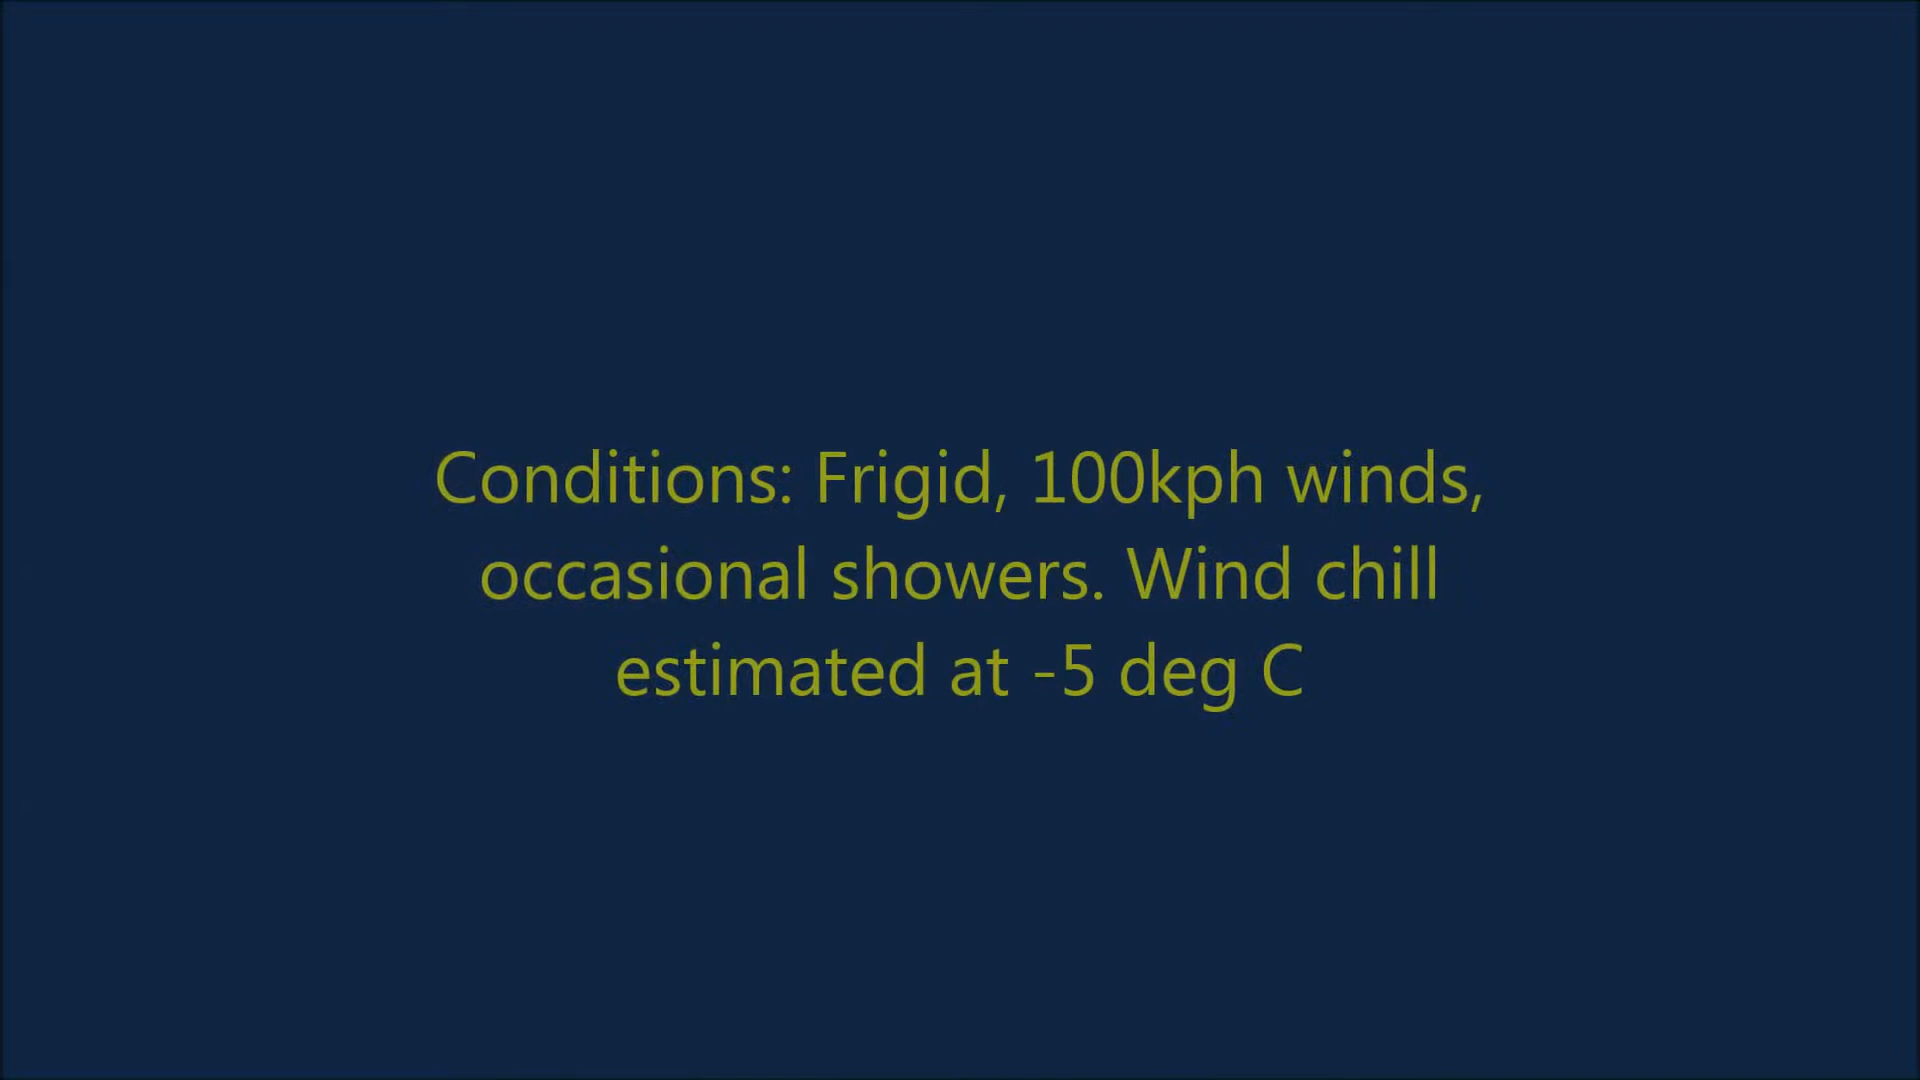 Conditions: Frigid, 100kph winds,
occasional showers. Wind chill
estimated at -5 deg C